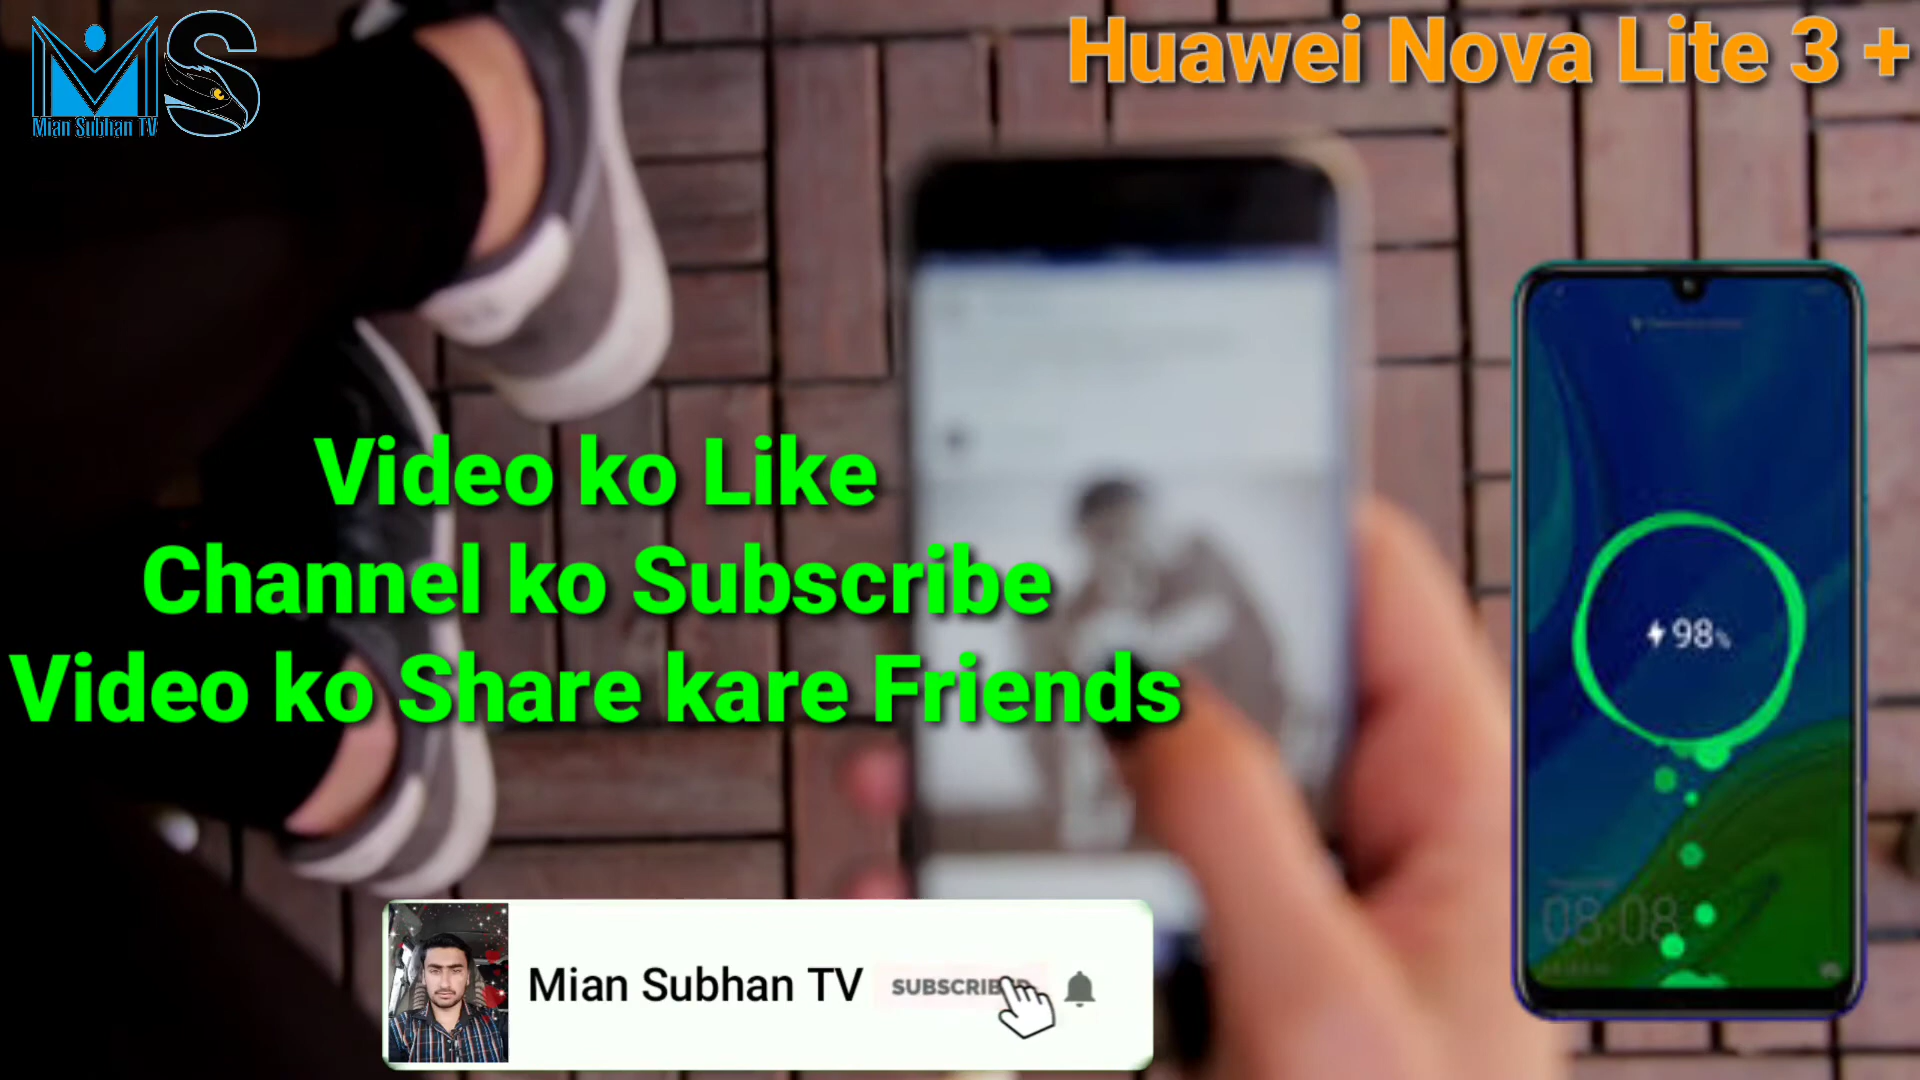 Mian Subhan TV
Huawei Nova Lite 3 +
Video ko Like
Channel ko Subscribe
Video ko Share kare Friends
98%
08:08
Mian Subhan TV